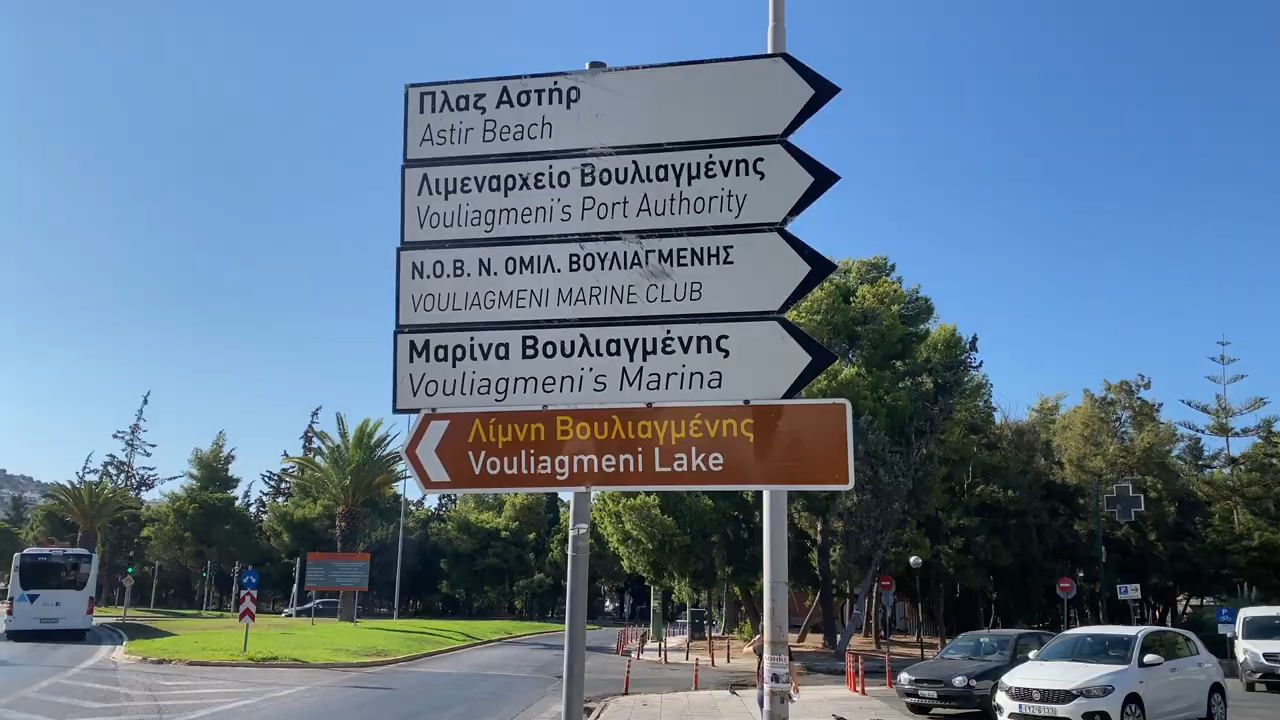 Πλαζ Αστήρ
Astir Beach
Λιμεναρχείο Βουλιαγμένης
Vouliagmeni's Port Authority
Ν.Ο.Β. Ν. ΟΜΙΛ. ΒΟΥΛΙΑΓΜΕΝΗΣ
VOULIAGMENI MARINE CLUB
Μαρίνα Βουλιαγμένης
Vouliagmeni's Marina
Λίμνη Βουλιαγμένης
Vouliagmeni Lake
P
P